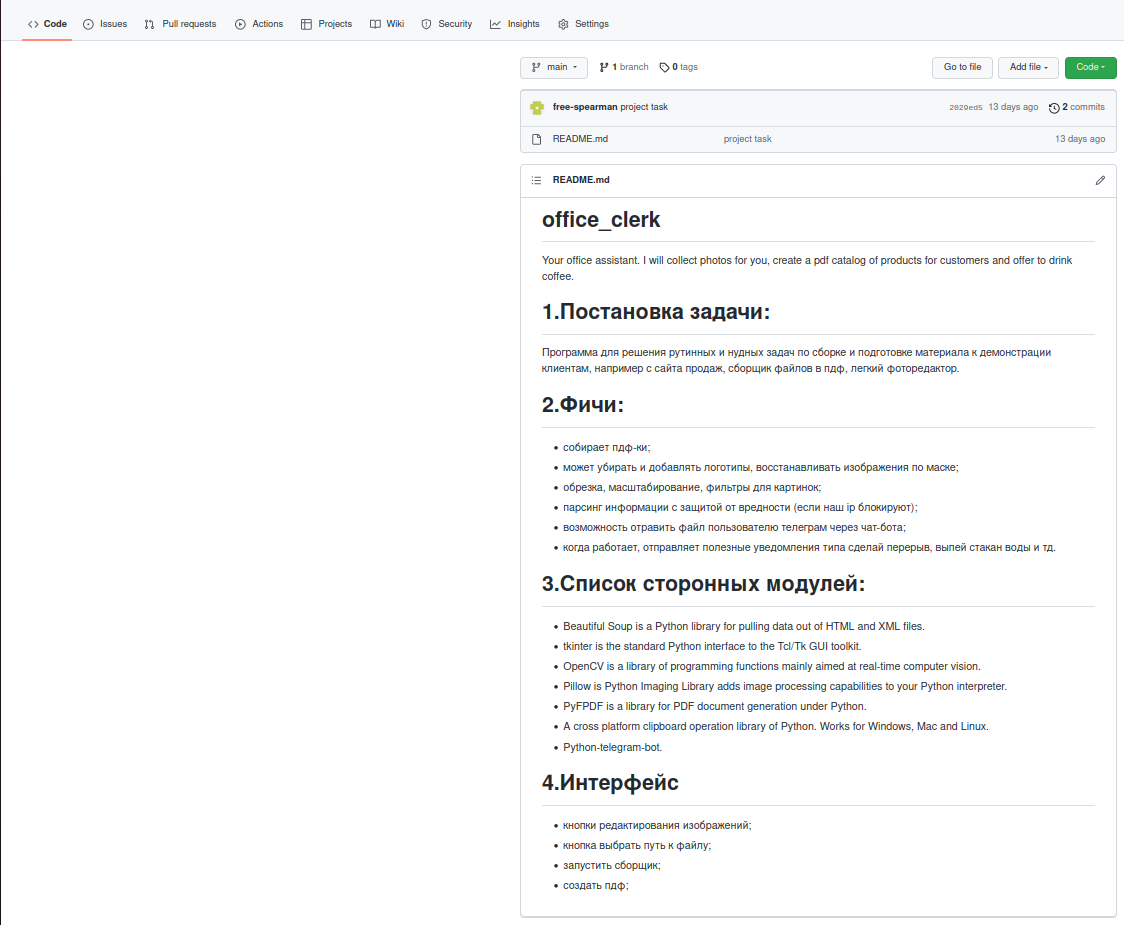 Code Issues Pull requests Actions Projects Wiki Security Insights Settings
main 1 branch 0 tags Go to file Add file Code
free-spearman project task 2029ed5 13 days ago 2 commits
README.md project task 13 days ago
README.md
office_clerk
Your office assistant. I will collect photos for you, create a pdf catalog of products for customers and offer to drink
coffee.
1.Постановка задачи:
Программа для решения рутинных и нудных задач по сборке и подготовке материала к демонстрации
клиентам, например с сайта продаж, сборщик файлов в пдф, легкий фоторедактор.
2.Фичи:
собирает пдф-ки;
может убирать и добавлять логотипы, восстанавливать изображения по маске;
обрезка, масштабирование, фильтры для картинок;
парсинг информации с защитой от вредности (если наш ip блокируют);
возможность отравить файл пользователю телеграм через чат-бота;
когда работает, отправляет полезные уведомления типа сделай перерыв, выпей стакан воды и тд.
3.Список сторонных модулей:
Beautiful Soup is a Python library for pulling data out of HTML and XML files.
tkinter is the standard Python interface to the Tcl/Tk GUI toolkit.
OpenCV is a library of programming functions mainly aimed at real-time computer vision.
Pillow is Python Imaging Library adds image processing capabilities to your Python interpreter.
PyFPDF is a library for PDF document generation under Python.
A cross platform clipboard operation library of Python. Works for Windows, Mac and Linux.
Python-telegram-bot.
4.Интерфейс
кнопки редактирования изображений;
кнопка выбрать путь к файлу;
запустить сборщик;
создать пдф;